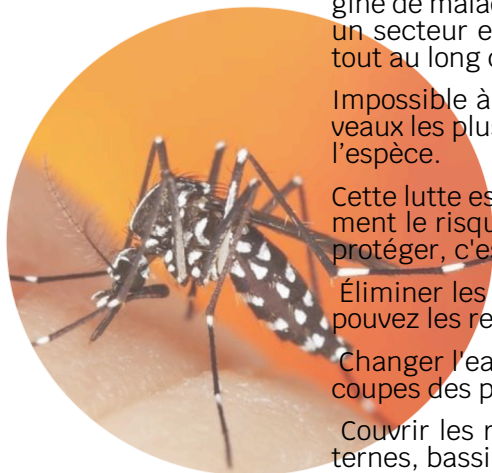 gine de malad
un secteur e
tout au long
Impossible à
veaux les plus
l’espèce.
Cette lutte es
ment le risqu
protéger, c'es
Éliminer les
pouvez les re
Changer l'ea
coupes des p
Couvrir les r
ternes, bassi